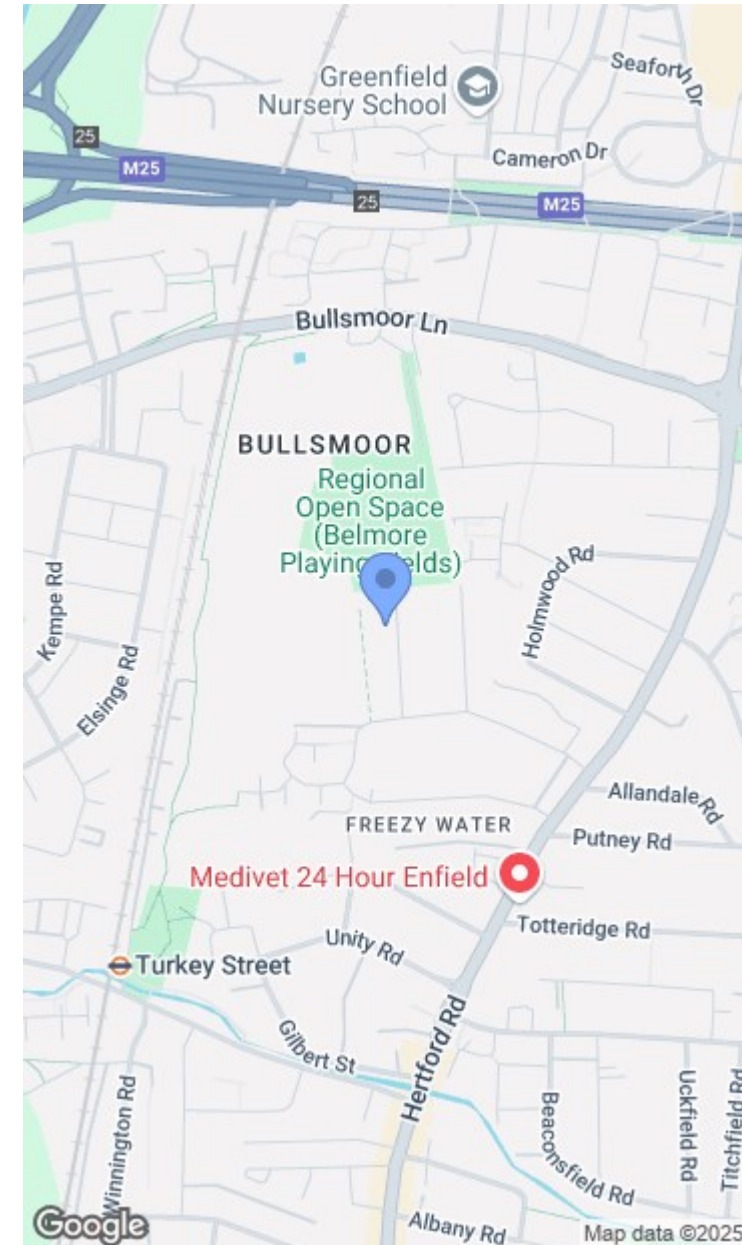 Greenfield
Nursery School
Seaforth Dr
25
M25
Cameron Dr
25
M25
Bullsmoor Ln
BULLSMOOR
Regional
Open Space
(Belmore
Playing Fields)
Kempe Rd
Holmwood Rd
Elsinge Rd
Allandale Rd
FREEZY WATER
Putney Rd
Medivet 24 Hour Enfield
Totteridge Rd
Unity Rd
Turkey Street
Hertford Rd
Gilbert St
Winnington Rd
Beaconsfield Rd
Uckfield Rd
Titchfield Rd
Albany Rd
Google
Map data ©2025